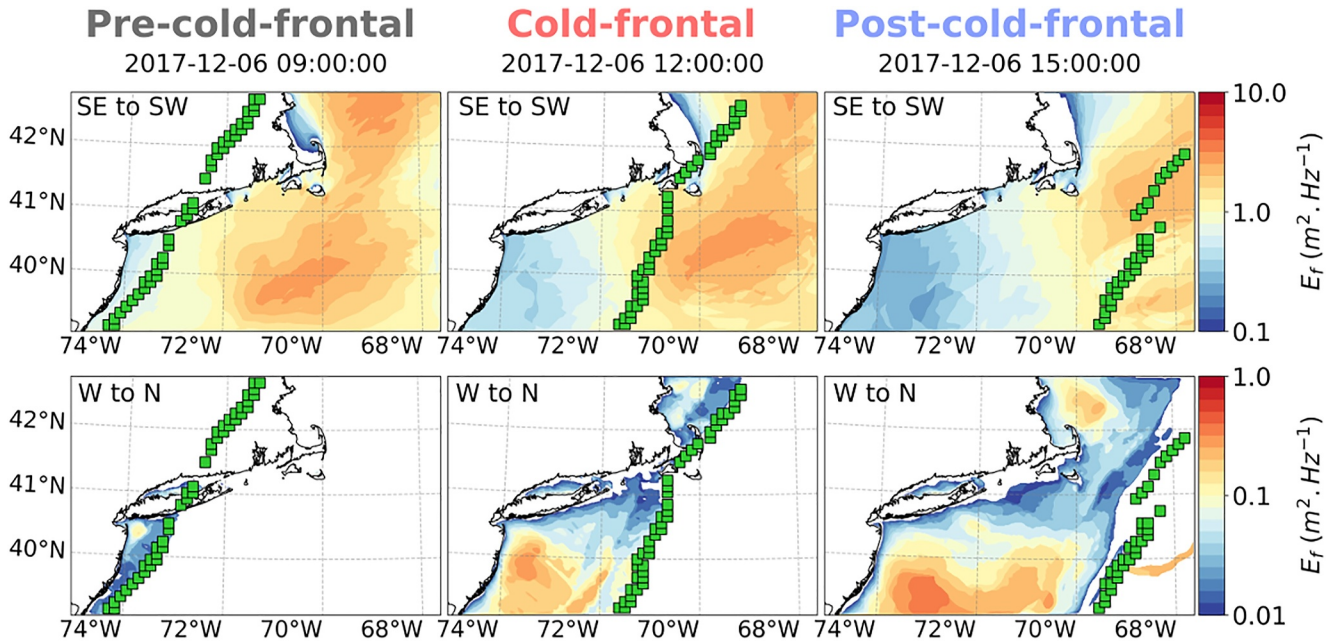 Pre-cold-frontal
Cold-frontal
Post-cold-frontal
2017-12-06 09:00:00
2017-12-06 12:00:00
2017-12-06 15:00:00
SE to SW
SE to SW
SE to SW
42°N
41°N
40°N
74°W 72°W 70°W 68°W
74°W 72°W 70°W 68°W
74°W 72°W 70°W 68°W
10.0
1.0
0.1
E_f (m².Hz⁻¹)
W to N
W to N
W to N
42°N
41°N
40°N
74°W 72°W 70°W 68°W
74°W 72°W 70°W 68°W
74°W 72°W 70°W 68°W
1.0
0.1
0.01
E_f (m².Hz⁻¹)